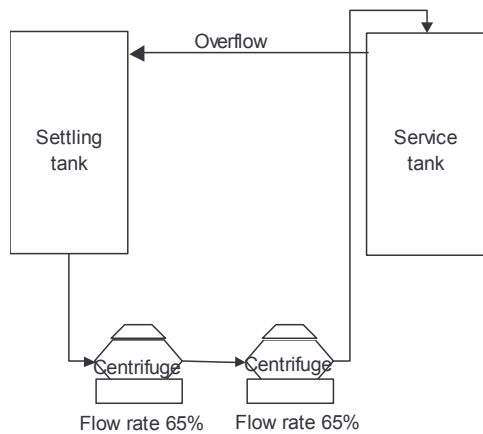 Overflow
Settling
tank
Service
tank
Centrifuge
Centrifuge
Flow rate 65%
Flow rate 65%